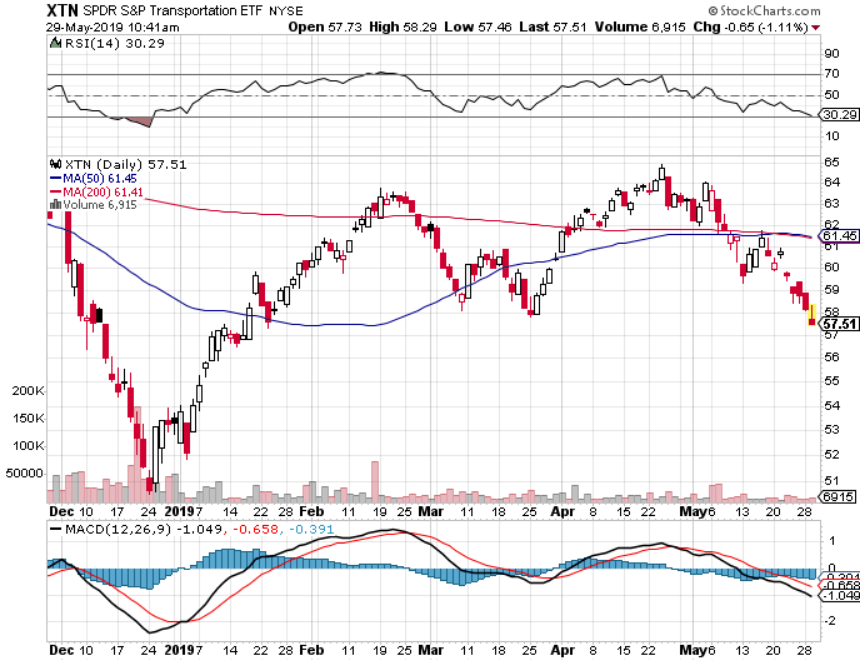 XTN SPDR S&P Transportation ETF NYSE © StockCharts.com
29-May-2019 10:41am Open 57.73 High 58.29 Low 57.46 Last 57.51 Volume 6,915 Chg -0.65 (-1.11%)
RSI(14) 30.29
90
70
50
30.29
10
XTN (Daily) 57.51
MA(50) 61.45
MA(200) 61.41
Volume 6,915
65
64
63
62
61.45
61
60
59
58
57.51
57
56
55
54
53
52
51
200K
150K
100K
50000
6915
Dec 10 17 24 2019 7 14 22 28 Feb 11 19 25 Mar 11 18 25 Apr 8 15 22 May 6 13 20 28
MACD(12,26,9) -1.049, -0.658, -0.391
1
0
-0.391
-0.658
-1.049
-2
Dec 10 17 24 2019 7 14 22 28 Feb 11 19 25 Mar 11 18 25 Apr 8 15 22 May 6 13 20 28